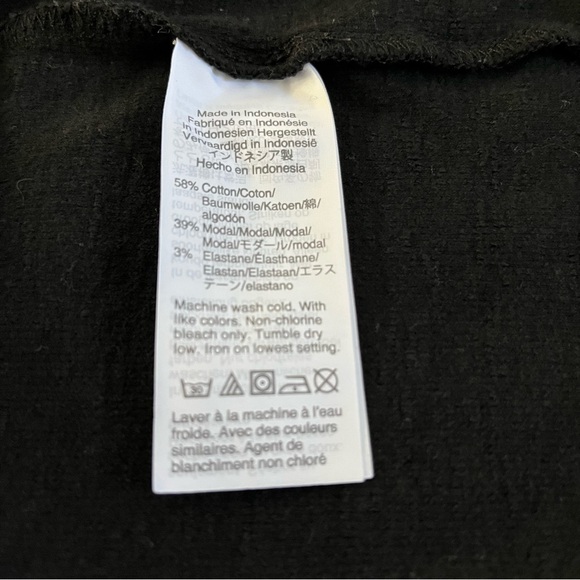 Made in Indonesia
Fabriqué en Indonésie
In Indonesien Hergestellt
Vervaardigd in Indonesië
インドネシア製
Hecho en Indonesia
58% Cotton/Coton/
Baumwolle/Katoen/綿/
algodón
39% Modal/Modal/Modal/
Modal/モダール/modal
3% Elastane/Élasthanne/
Elastan/Elastaan/エラス
テーン/elastano
Machine wash cold. With
like colors. Non-chlorine
bleach only. Tumble dry
low. Iron on lowest setting.
30
Laver à la machine à l'eau
froide. Avec des couleurs
similaires. Agent de
blanchiment non chloré